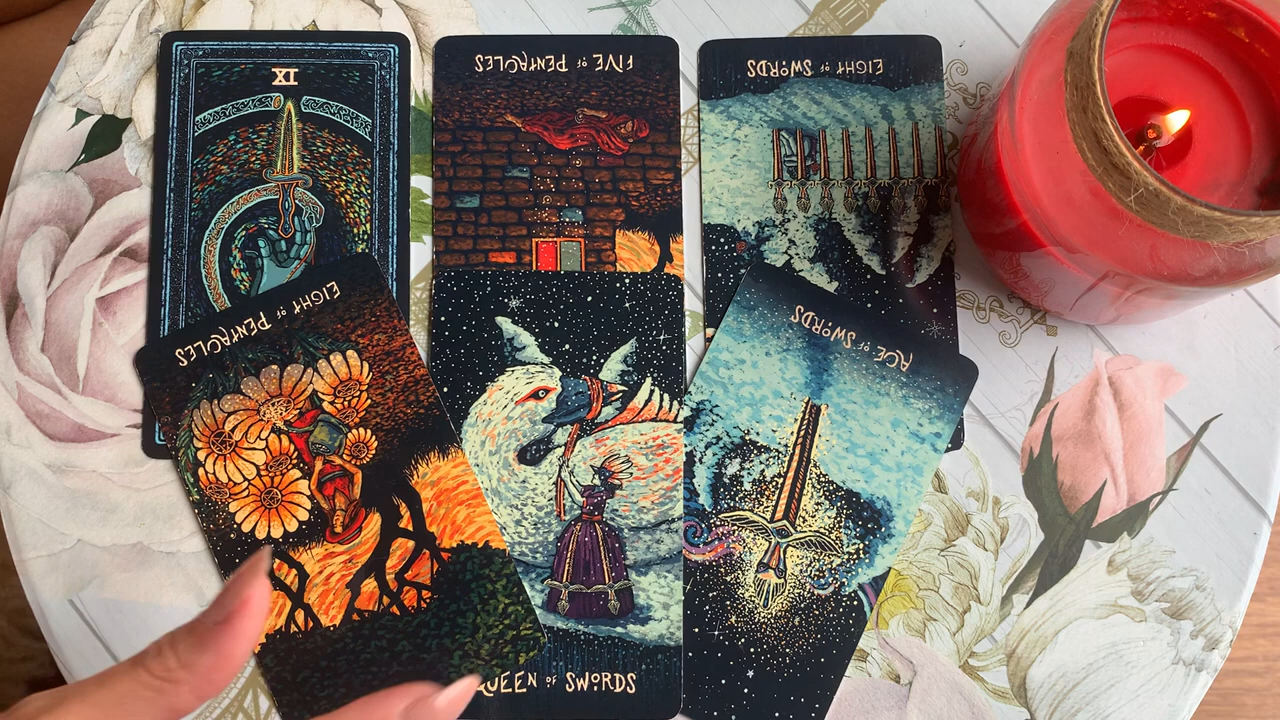 XI
FIVE OF PENTACLES
EIGHT OF SWORDS
EIGHT OF PENTACLES
ACE OF SWORDS
QUEEN OF SWORDS